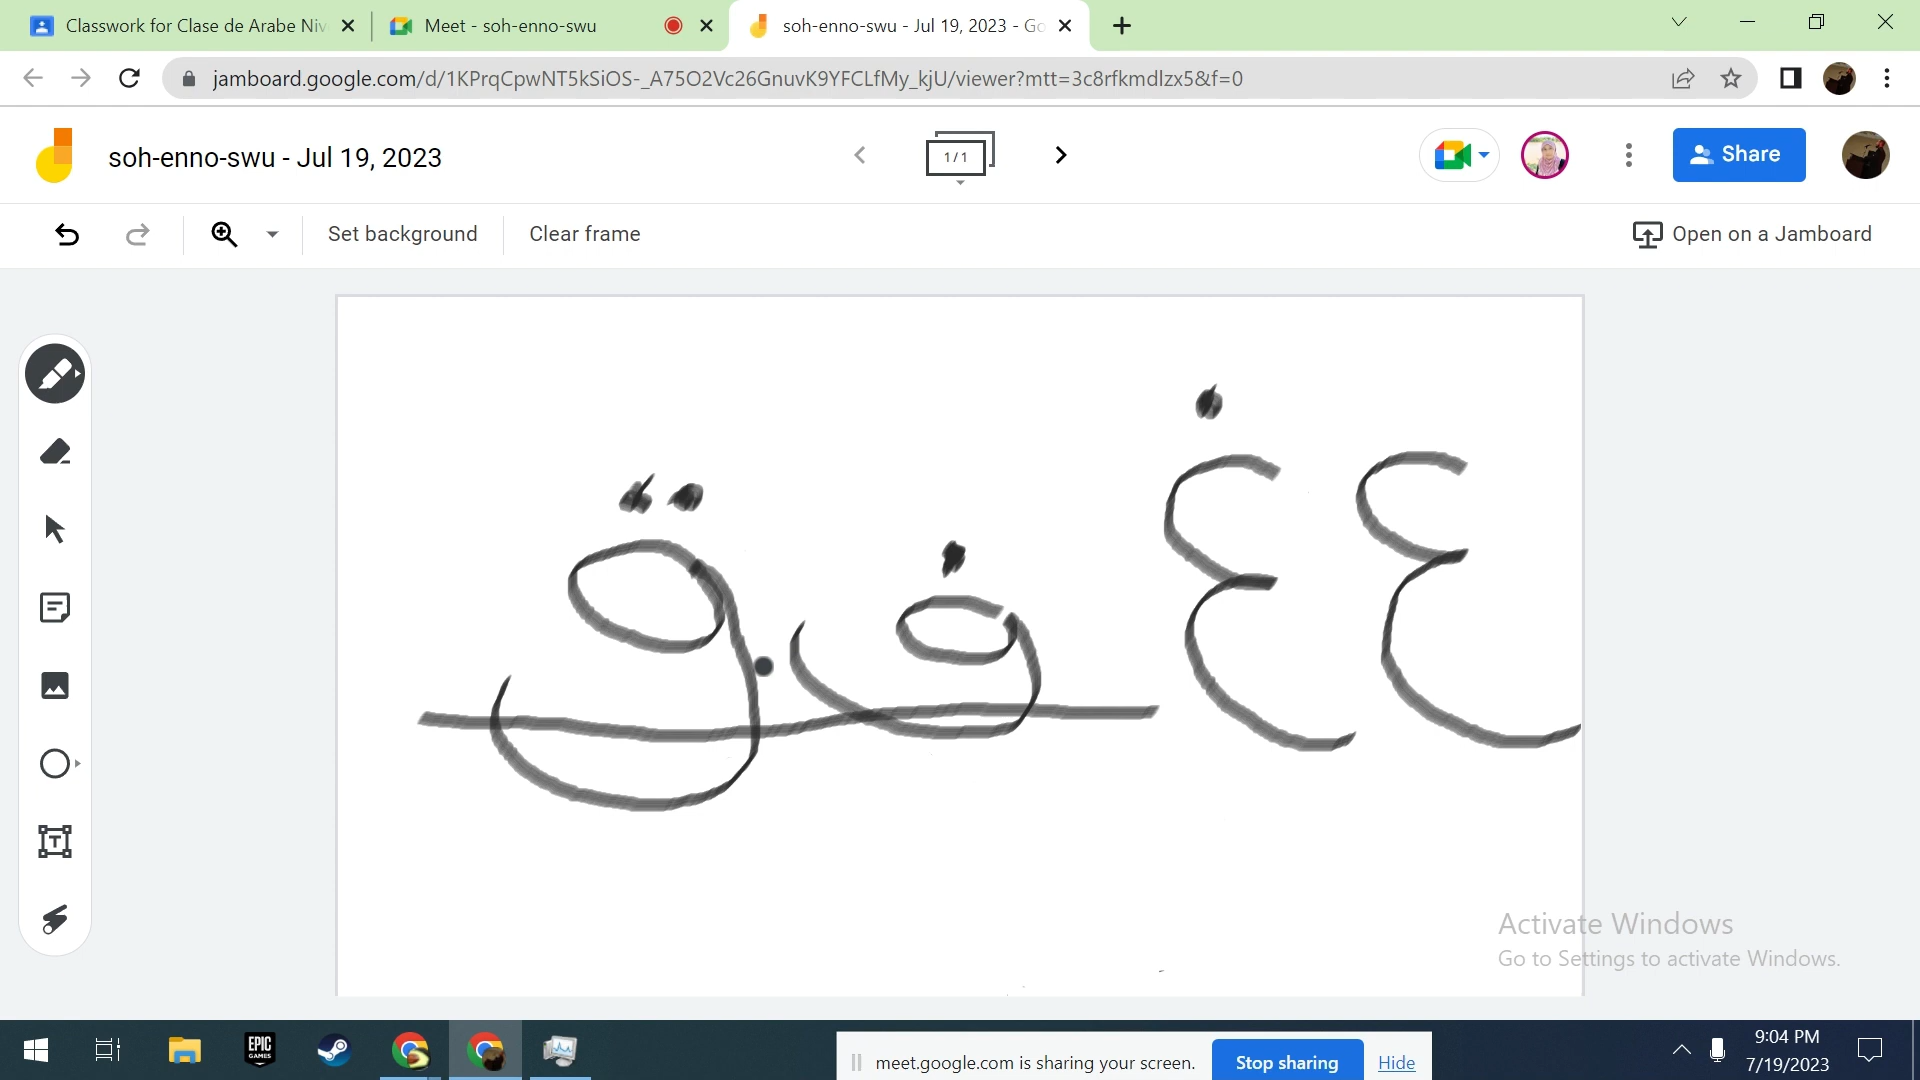 Classwork for Clase de Arabe Niv
Meet - soh-enno-swu
soh-enno-swu - Jul 19, 2023 - Go
jamboard.google.com/d/1KPrqCpwNT5kSiOS-_A75O2Vc26GnuvK9YFCLfMy_kjU/viewer?mtt=3c8rfkmdlzx5&f=0
soh-enno-swu - Jul 19, 2023
1/1
Share
Set background
Clear frame
Open on a Jamboard
ع غ ف ق
Activate Windows
Go to Settings to activate Windows.
EPIC
GAMES
meet.google.com is sharing your screen.
Stop sharing
Hide
9:04 PM
7/19/2023